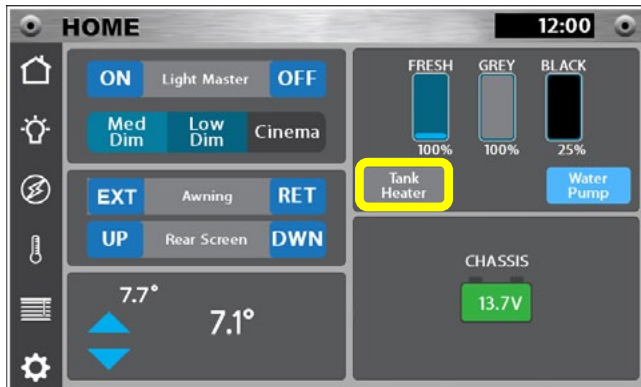 HOME 12:00
ON Light Master OFF
Med Dim Low Dim Cinema
EXT Awning RET
UP Rear Screen DWN
7.7°
7.1°
FRESH GREY BLACK
100% 100% 25%
Tank Heater
Water Pump
CHASSIS
13.7V